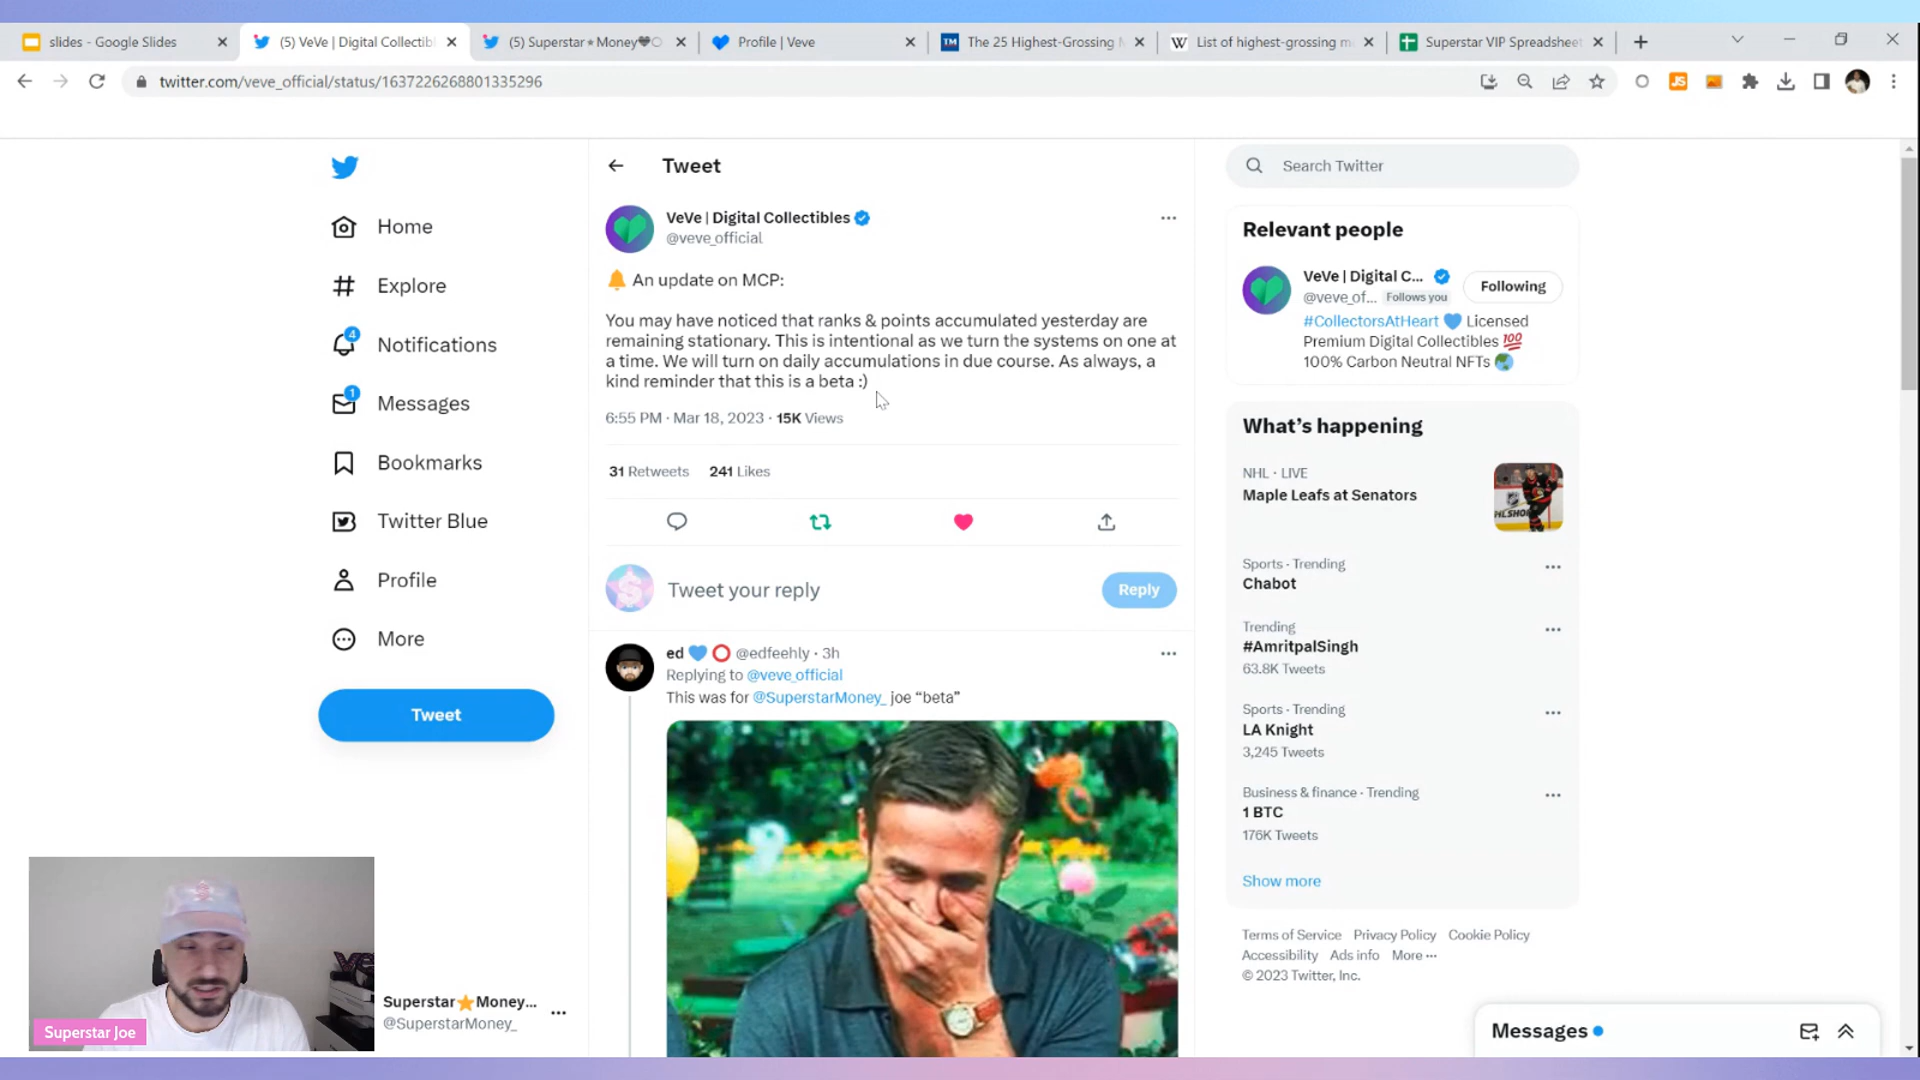 slides - Google Slides
(5) VeVe | Digital Collectibl
(5) Superstar★Money
Profile | Veve
The 25 Highest-Grossing M
List of highest-grossing m
Superstar VIP Spreadsheet
twitter.com/veve_official/status/1637226268801335296
JS
Tweet
Search Twitter
VeVe | Digital Collectibles
@veve_official
🔔 An update on MCP:
You may have noticed that ranks & points accumulated yesterday are
remaining stationary. This is intentional as we turn the systems on one at
a time. We will turn on daily accumulations in due course. As always, a
kind reminder that this is a beta :)
6:55 PM · Mar 18, 2023 · 15K Views
31 Retweets 241 Likes
Tweet your reply
Reply
ed 💙 ⭕ @edfeehly · 3h
Replying to @veve_official
This was for @SuperstarMoney_ joe “beta”
Home
Explore
4
Notifications
1
Messages
Bookmarks
Twitter Blue
Profile
More
Tweet
Relevant people
VeVe | Digital C...
@veve_of... Follows you
Following
#CollectorsAtHeart 💙 Licensed
Premium Digital Collectibles 💯
100% Carbon Neutral NFTs 🌏
What’s happening
NHL · LIVE
Maple Leafs at Senators
Sports · Trending
Chabot
Trending
#AmritpalSingh
63.8K Tweets
Sports · Trending
LA Knight
3,245 Tweets
Business & finance · Trending
1 BTC
176K Tweets
Show more
Terms of Service Privacy Policy Cookie Policy
Accessibility Ads info More ···
© 2023 Twitter, Inc.
Messages
Superstar⭐Money...
@SuperstarMoney_
Superstar Joe